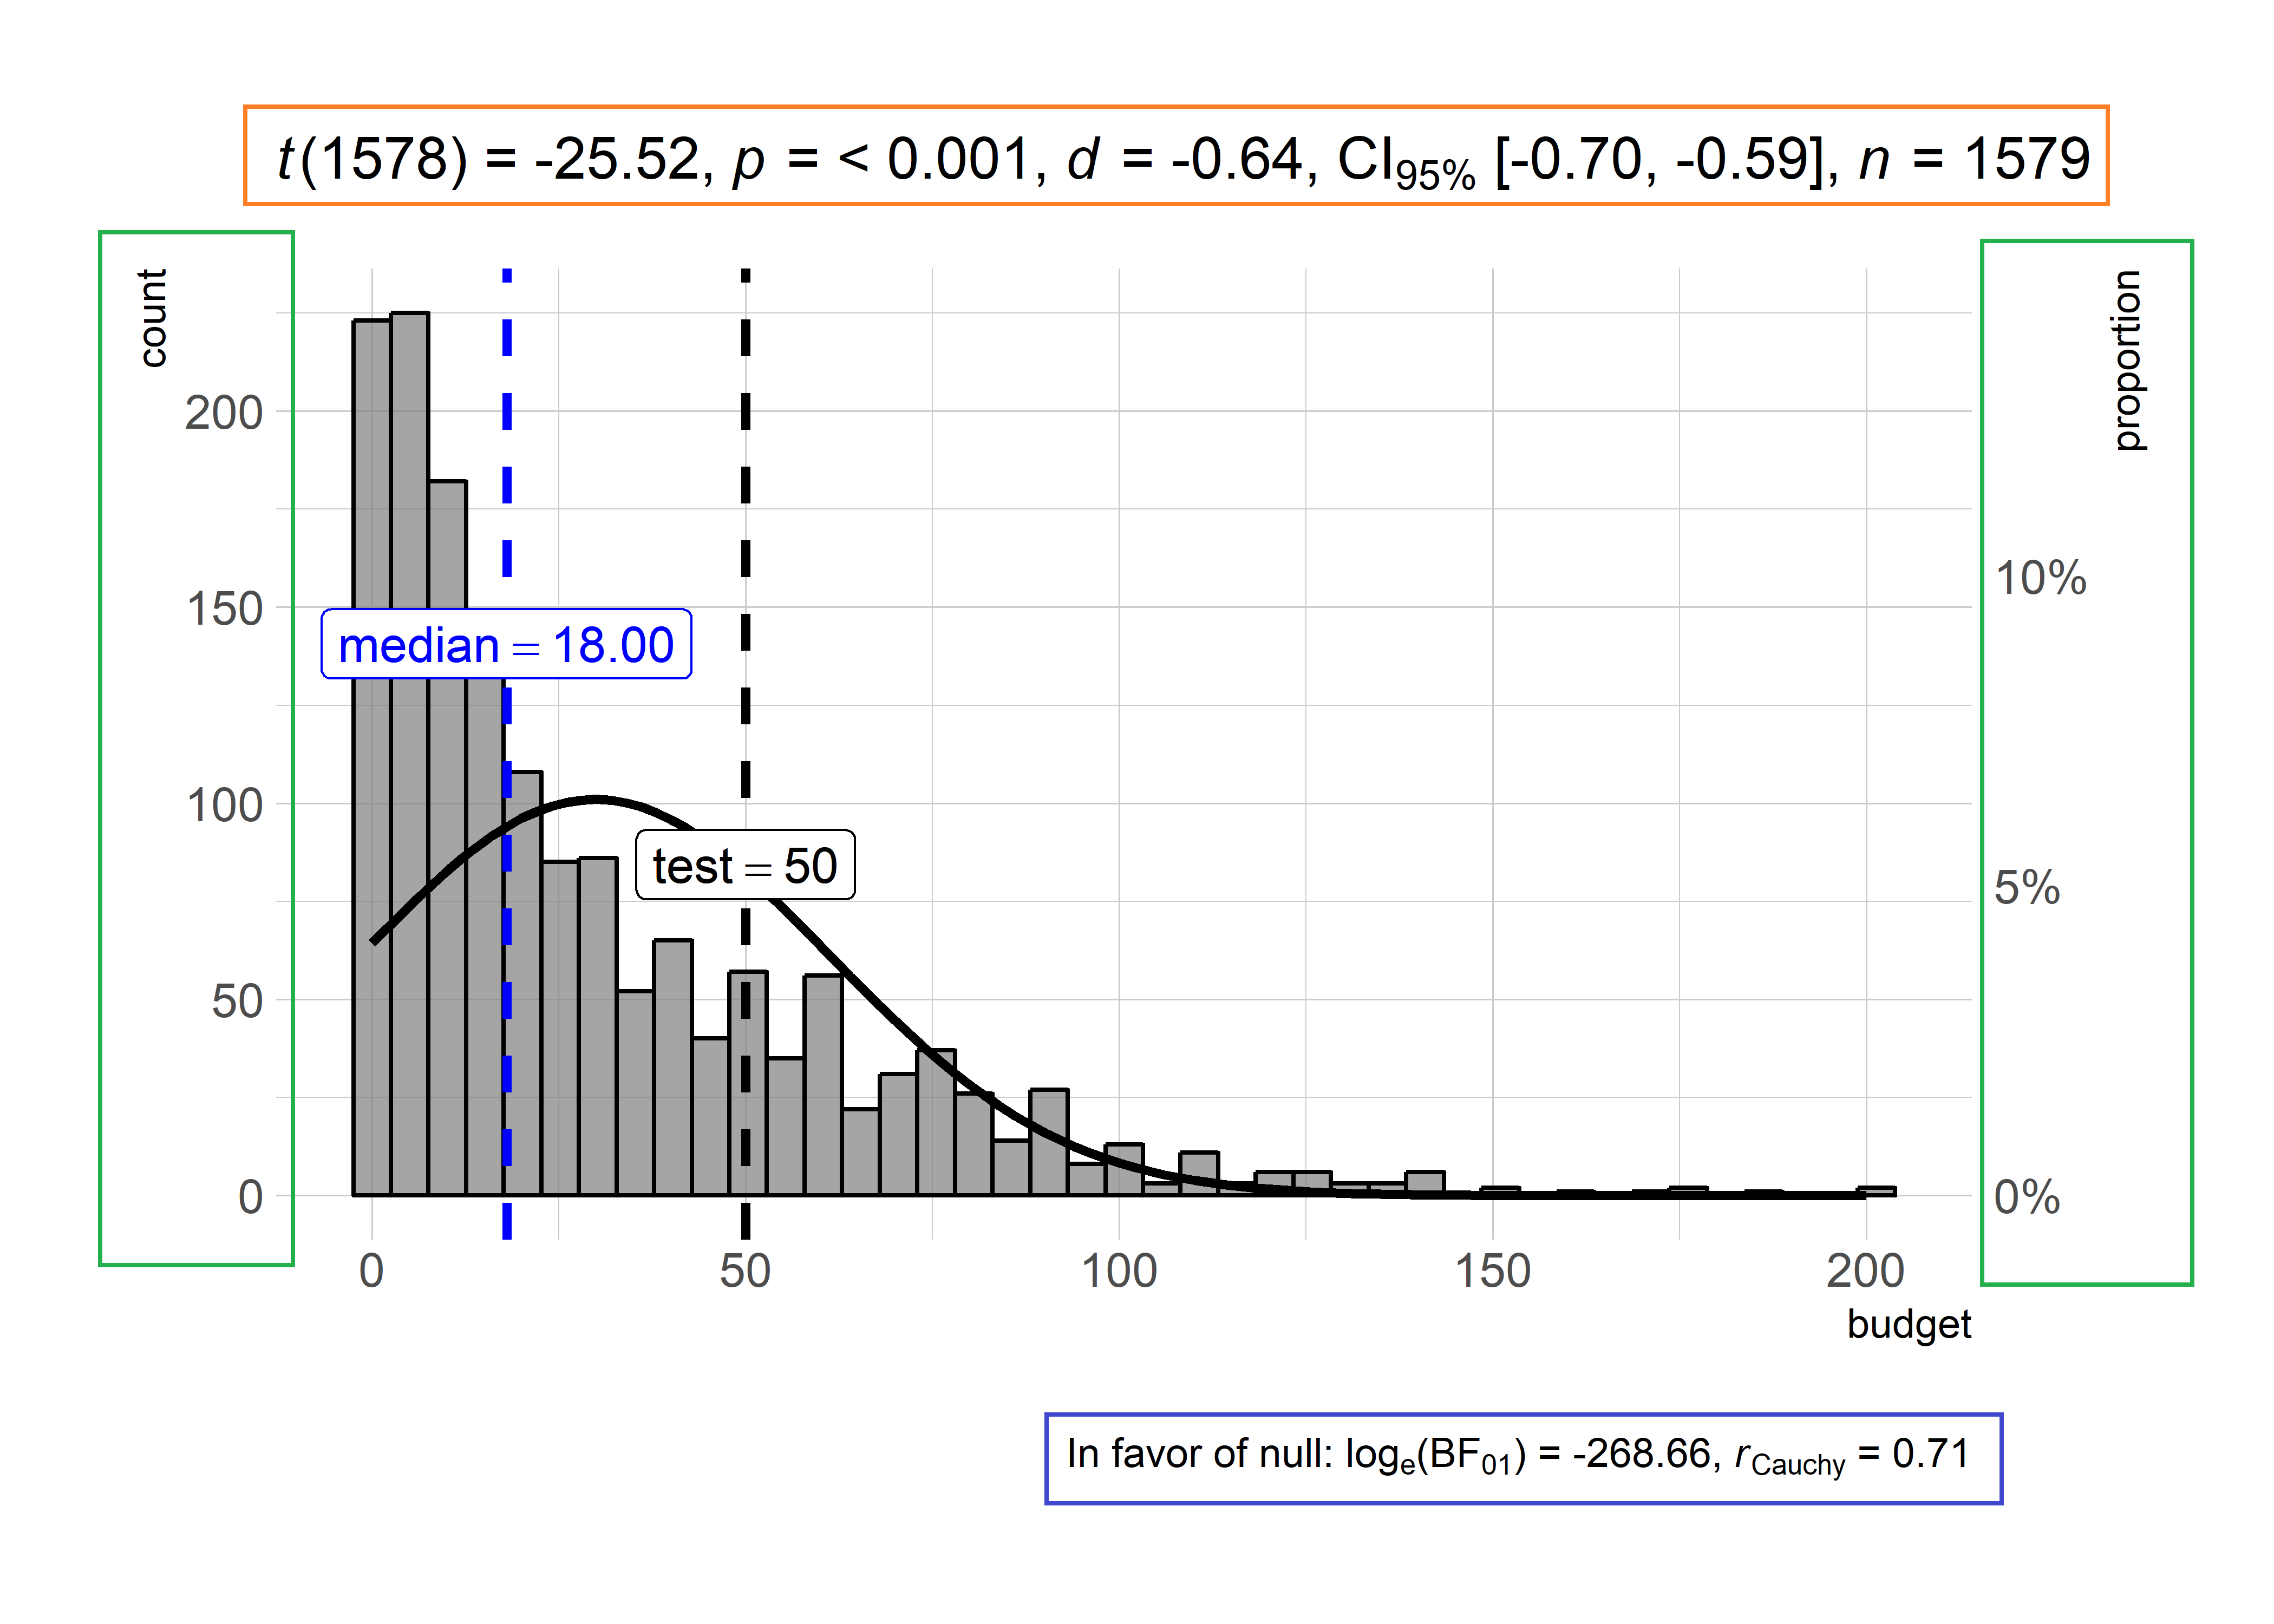 t(1578) = -25.52, p = < 0.001, d = -0.64, CI95% [-0.70, -0.59], n = 1579
count
proportion
200
150
100
50
0
10%
5%
0%
median = 18.00
test = 50
0 50 100 150 200
budget
In favor of null: loge(BF01) = -268.66, rCauchy = 0.71